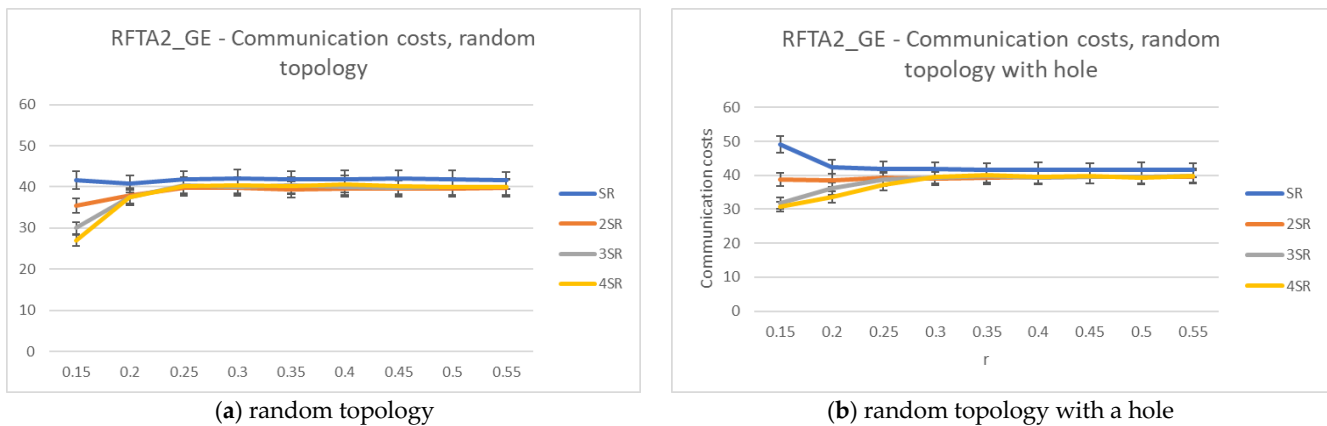 RFTA2_GE - Communication costs, random
topology
60
50
40
30
20
10
0
0.15 0.2 0.25 0.3 0.35 0.4 0.45 0.5 0.55
SR
2SR
3SR
4SR
(a) random topology
RFTA2_GE - Communication costs, random
topology with hole
Communication costs
60
50
40
30
20
10
0
0.15 0.2 0.25 0.3 0.35 0.4 0.45 0.5 0.55
r
SR
2SR
3SR
4SR
(b) random topology with a hole